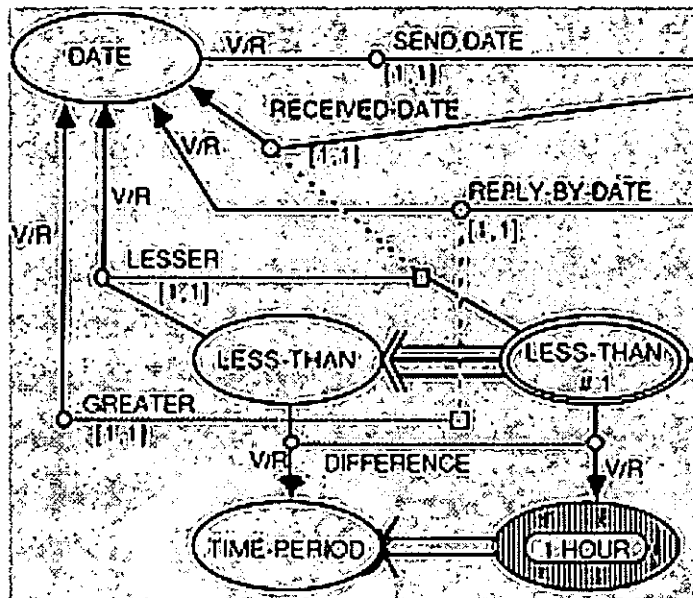 DATE
V/R
SEND DATE
[1,1]
RECEIVED-DATE
V/R
[1,1]
V/R
REPLY-BY-DATE
[1,1]
V/R
LESSER
[1,1]
LESS-THAN
LESS-THAN
#1
GREATER
[1,1]
V/R
DIFFERENCE
V/R
TIME-PERIOD
1-HOUR